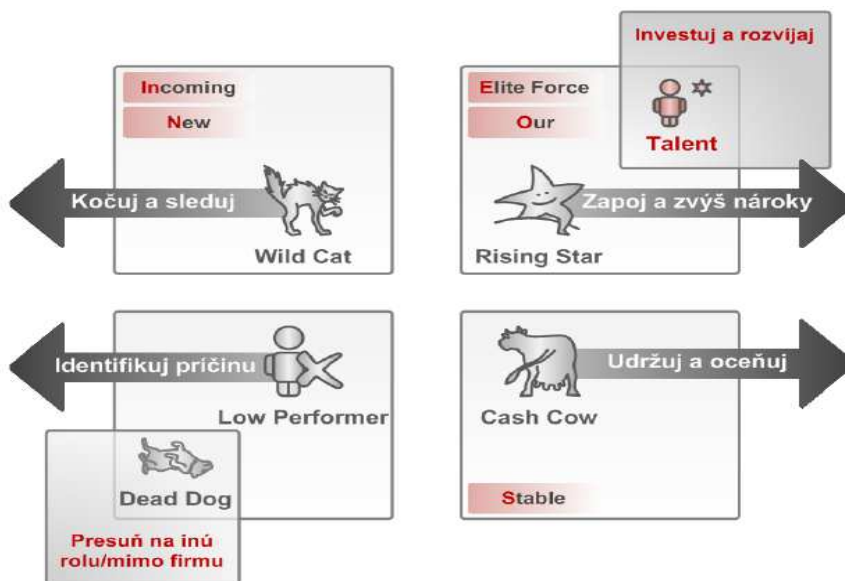 Investuj a rozvíjaj
Incoming
New
Elite Force
Our
Talent
Kočuj a sleduj
Zapoj a zvýš nároky
Wild Cat
Rising Star
Identifikuj príčinu
Udržuj a oceňuj
Low Performer
Cash Cow
Dead Dog
Stable
Presuň na inú
rolu/mimo firmu